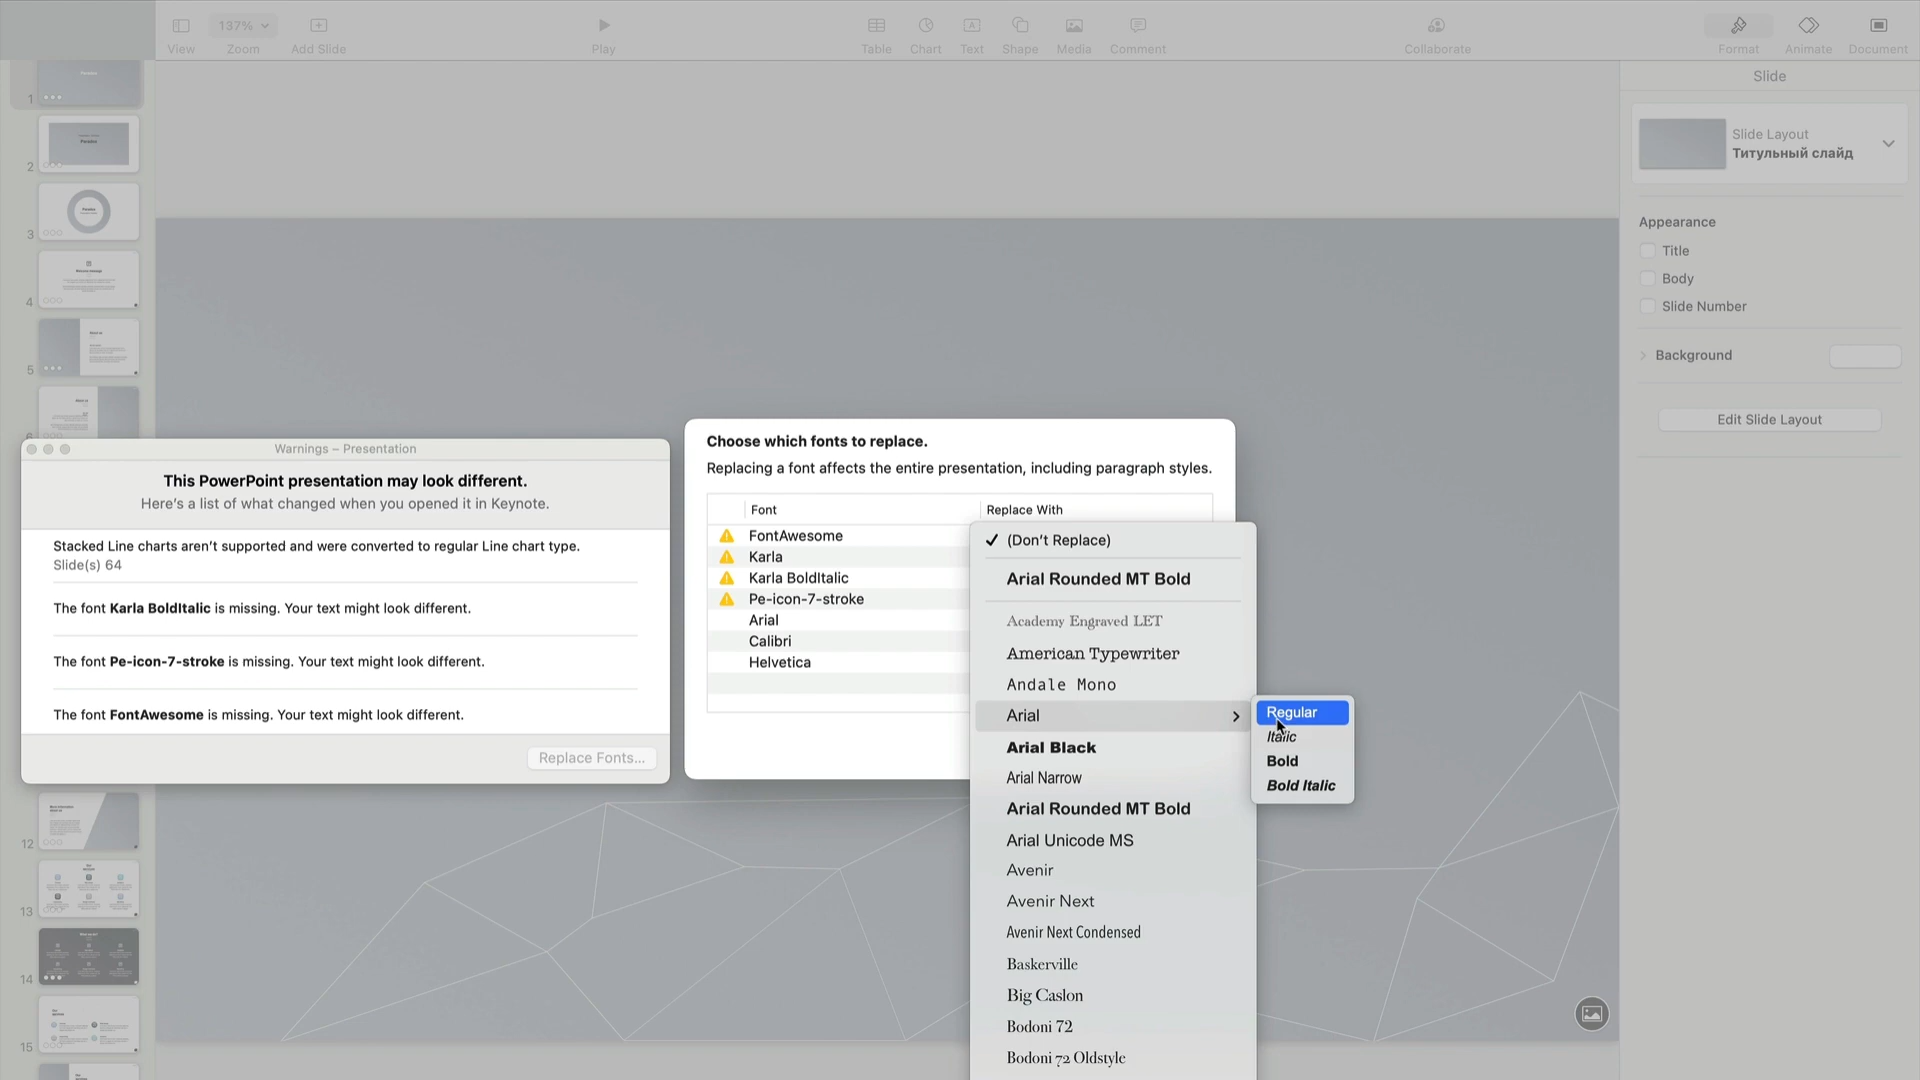 137%
View
Zoom
Add Slide
Play
Table
Chart
Text
Shape
Media
Comment
Collaborate
Format
Animate
Document
1
2
3
4
5
6
12
13
14
15
Slide
Slide Layout
Титульный слайд
Appearance
Title
Body
Slide Number
Background
Edit Slide Layout
Warnings – Presentation
This PowerPoint presentation may look different.
Here’s a list of what changed when you opened it in Keynote.
Stacked Line charts aren’t supported and were converted to regular Line chart type.
Slide(s) 64
The font Karla BoldItalic is missing. Your text might look different.
The font Pe-icon-7-stroke is missing. Your text might look different.
The font FontAwesome is missing. Your text might look different.
Replace Fonts...
Choose which fonts to replace.
Replacing a font affects the entire presentation, including paragraph styles.
Font
Replace With
FontAwesome
Karla
Karla BoldItalic
Pe-icon-7-stroke
Arial
Calibri
Helvetica
✓ (Don’t Replace)
Arial Rounded MT Bold
Academy Engraved LET
American Typewriter
Andale Mono
Arial
Arial Black
Arial Narrow
Arial Rounded MT Bold
Arial Unicode MS
Avenir
Avenir Next
Avenir Next Condensed
Baskerville
Big Caslon
Bodoni 72
Bodoni 72 Oldstyle
Regular
Italic
Bold
Bold Italic